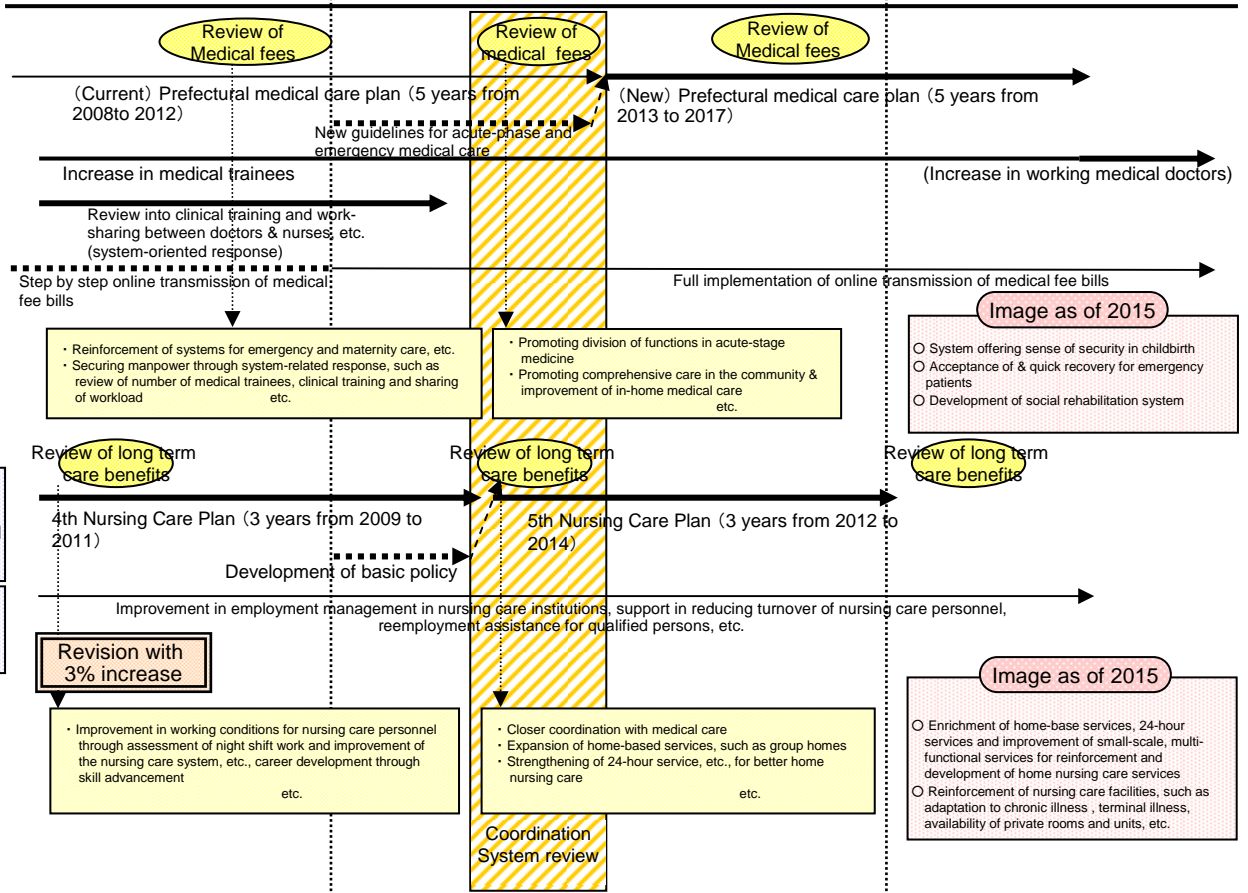 Review of
Medical fees
Review of
medical fees
Review of
Medical fees
（Current）Prefectural medical care plan（5 years from
2008to 2012）
（New）Prefectural medical care plan（5 years from
2013 to 2017）
New guidelines for acute-phase and
emergency medical care
Increase in medical trainees
(Increase in working medical doctors)
Review into clinical training and work-
sharing between doctors & nurses, etc.
(system-oriented response)
Step by step online transmission of medical
fee bills
Full implementation of online transmission of medical fee bills
・Reinforcement of systems for emergency and maternity care, etc.
・Securing manpower through system-related response, such as
review of number of medical trainees, clinical training and sharing
of workload etc.
・Promoting division of functions in acute-stage
medicine
・Promoting comprehensive care in the community &
improvement of in-home medical care
etc.
Image as of 2015
○ System offering sense of security in childbirth
○ Acceptance of & quick recovery for emergency
patients
○ Development of social rehabilitation system
Review of long term
care benefits
Review of long term
care benefits
Review of long term
care benefits
4th Nursing Care Plan（3 years from 2009 to
2011）
5th Nursing Care Plan（3 years from 2012 to
2014）
Development of basic policy
Improvement in employment management in nursing care institutions, support in reducing turnover of nursing care personnel,
reemployment assistance for qualified persons, etc.
Revision with
3% increase
・Improvement in working conditions for nursing care personnel
through assessment of night shift work and improvement of
the nursing care system, etc., career development through
skill advancement
etc.
・Closer coordination with medical care
・Expansion of home-based services, such as group homes
・Strengthening of 24-hour service, etc., for better home
nursing care
etc.
Image as of 2015
○ Enrichment of home-base services, 24-hour
services and improvement of small-scale, multi-
functional services for reinforcement and
development of home nursing care services
○ Reinforcement of nursing care facilities, such as
adaptation to chronic illness , terminal illness,
availability of private rooms and units, etc.
Coordination
System review